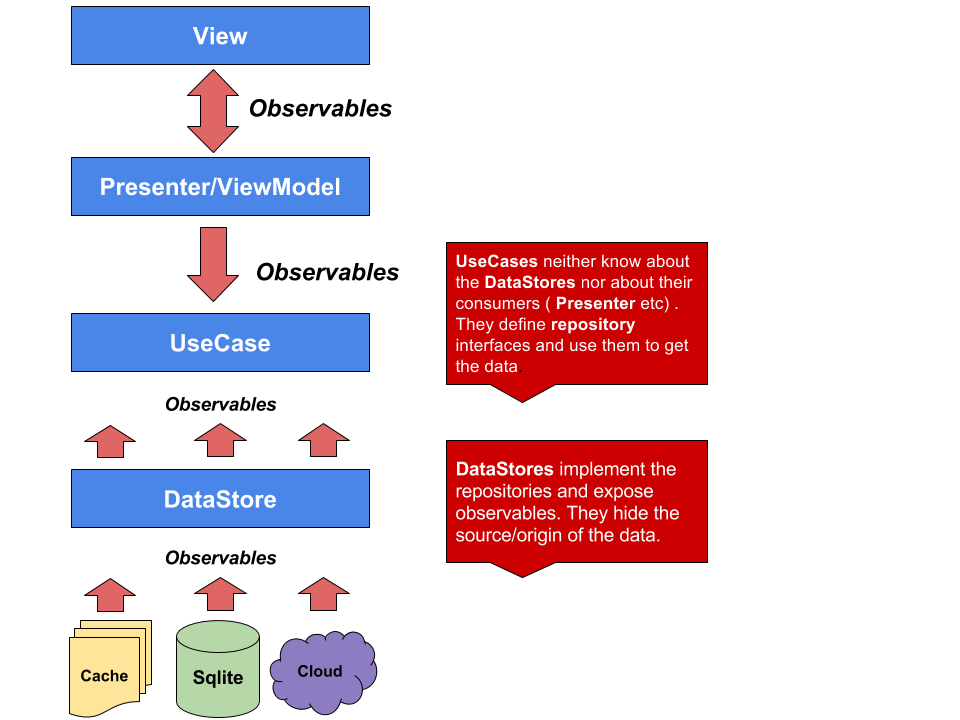 View
Observables
Presenter/ViewModel
Observables
UseCase
Observables
DataStore
Observables
Cache
Sqlite
Cloud
UseCases neither know about
the DataStores nor about their
consumers ( Presenter etc) .
They define repository
interfaces and use them to get
the data.
DataStores implement the
repositories and expose
observables. They hide the
source/origin of the data.